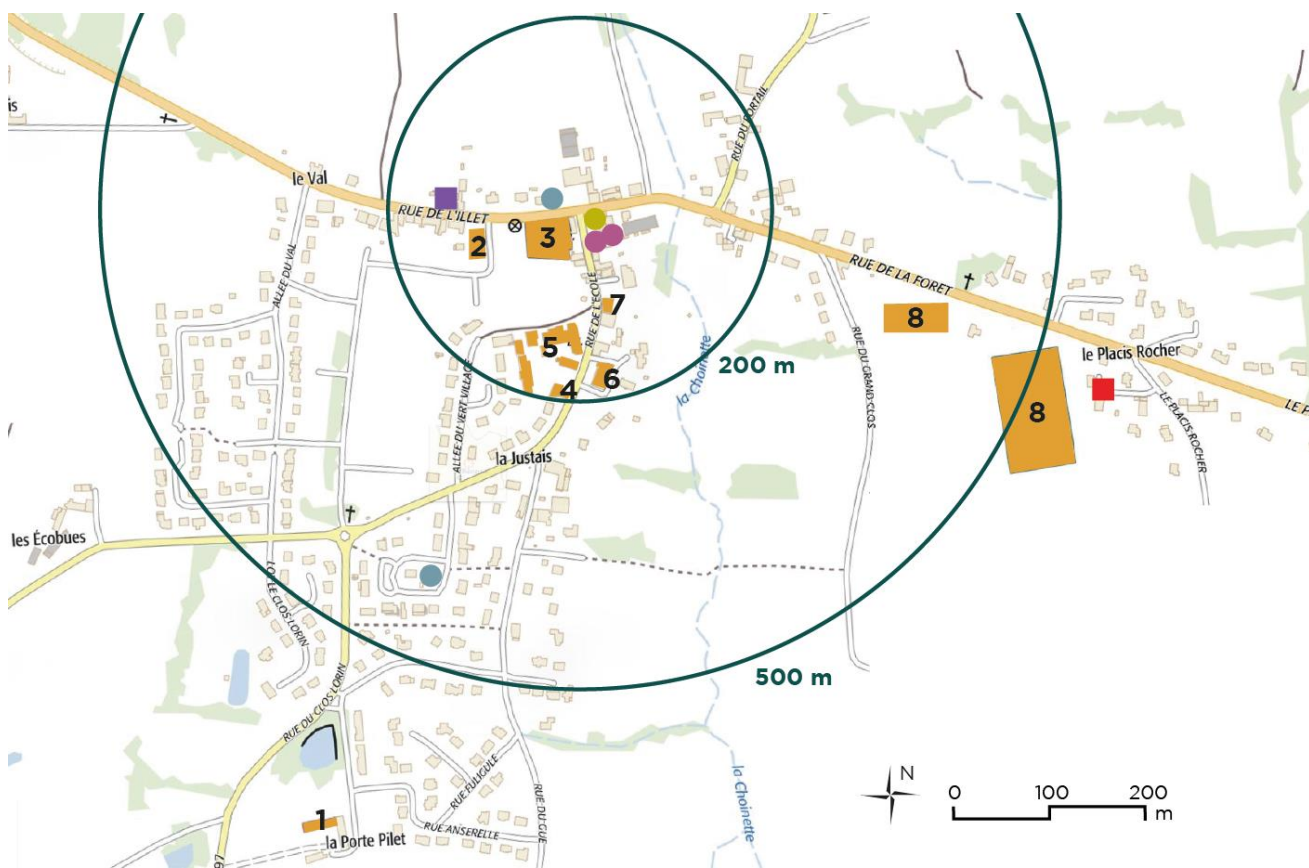 is
le Val
RUE DE L'ILLET
RUE DU PORTAIL
2
3
ALLEE DU VAL
RUE DE L'ECOLE
RUE DE LA FORET
7
8
5
200 m
la Choinette
RUE DU GRAND CLOS
le Placis Rocher
8
LE P
LE PLACIS ROCHER
6
4
ALLEE DU VERT VILLAGE
la Justais
les Écobues
LOT LE CLOS LORIN
500 m
RUE DU CLOS LORIN
RUE FULIGULE
RUE ANSERELLE
RUE DU GUE
la Choinette
1
la Porte Pilet
97
N
0 100 200
m